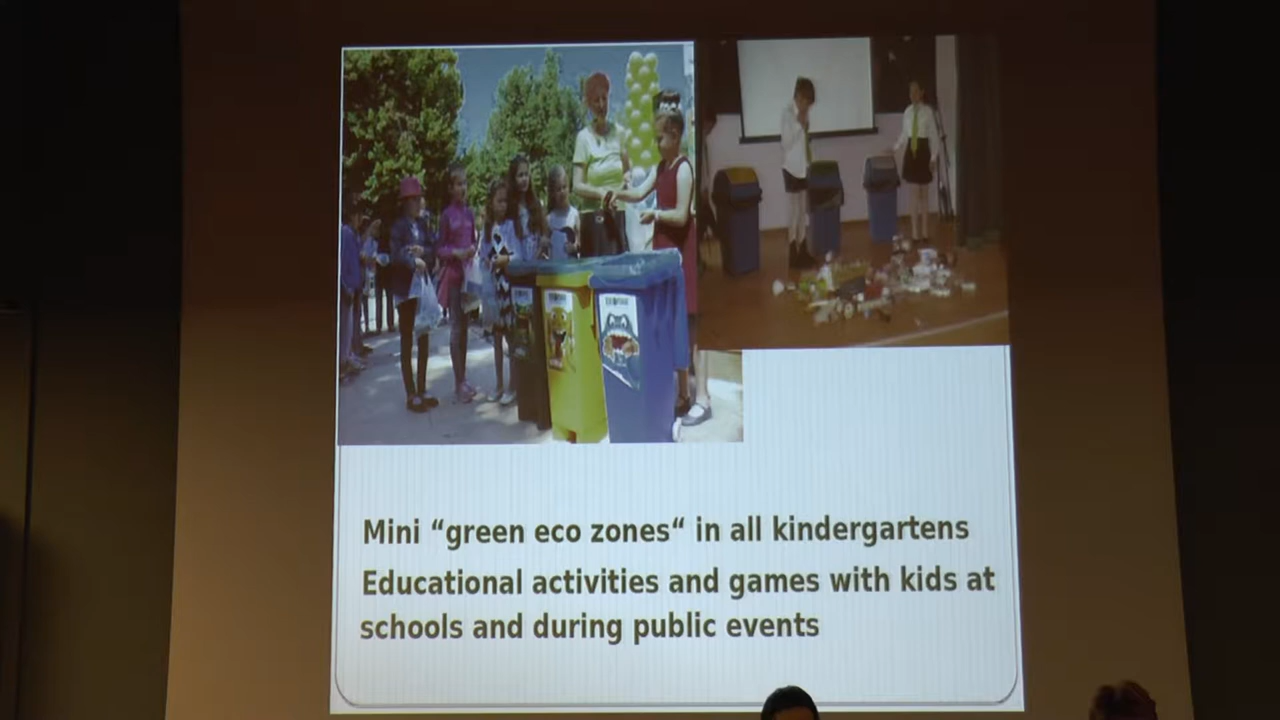 Mini “green eco zones“ in all kindergartens
Educational activities and games with kids at
schools and during public events